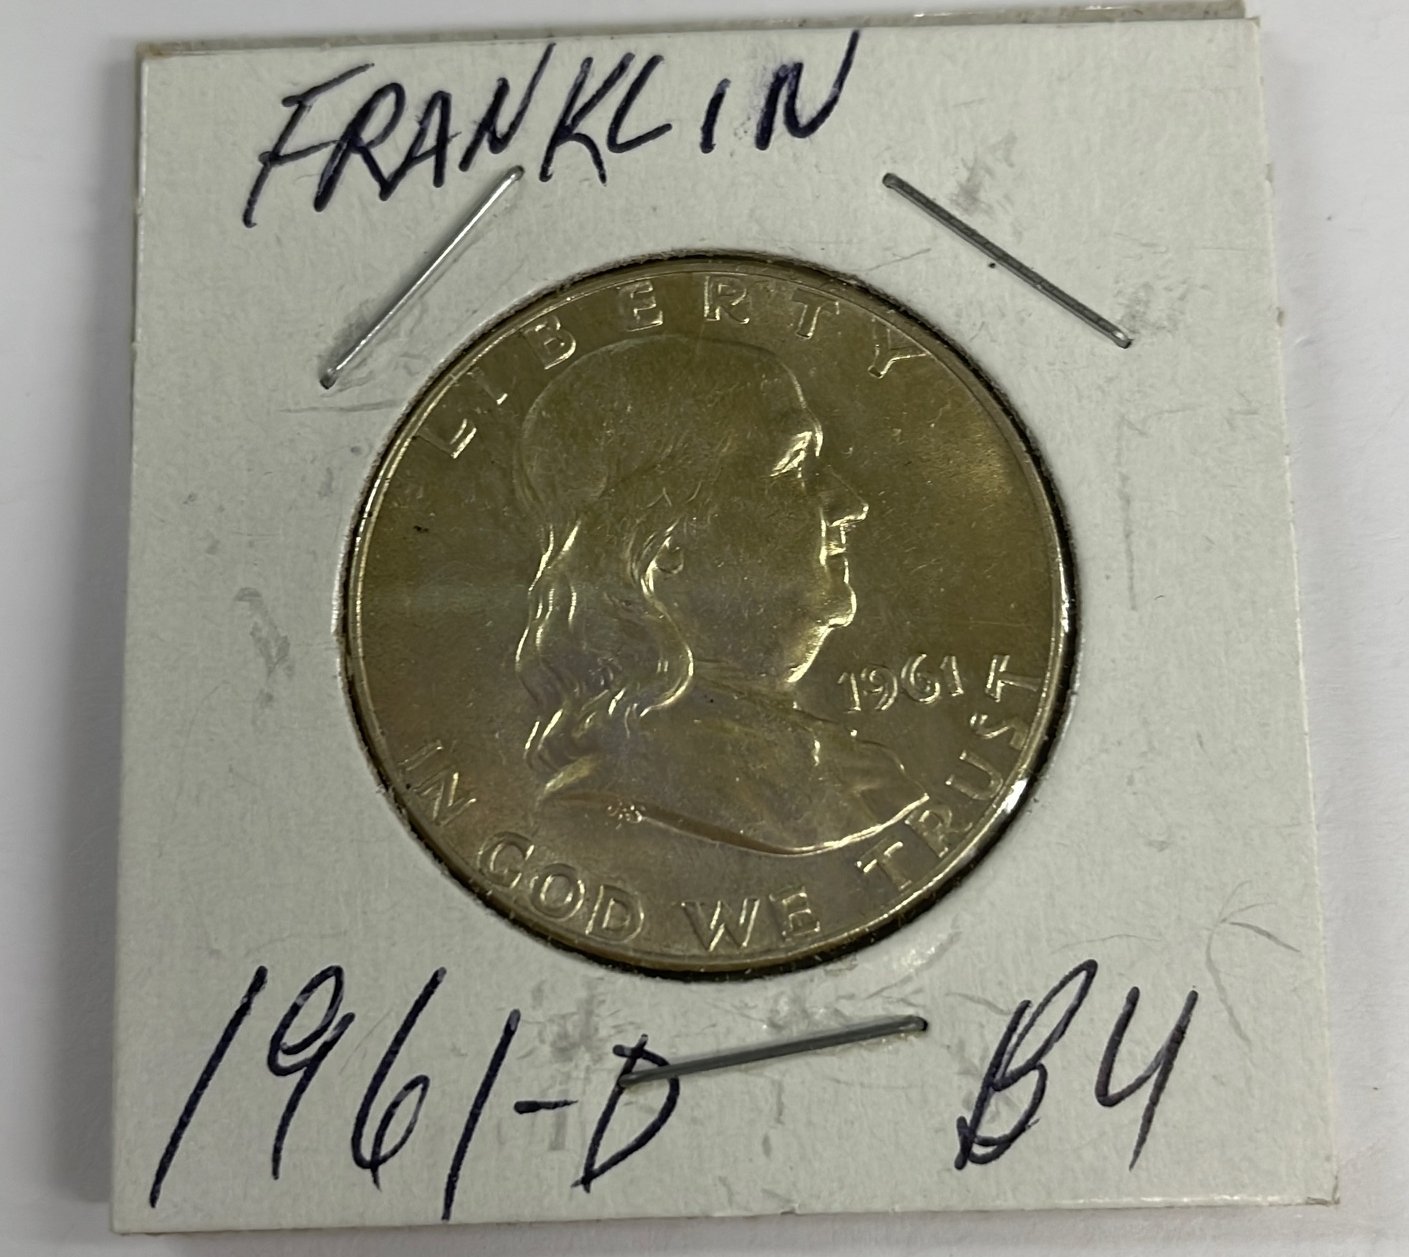 FRANKLIN
LIBERTY
1961
IN GOD WE TRUST
1961-D BU